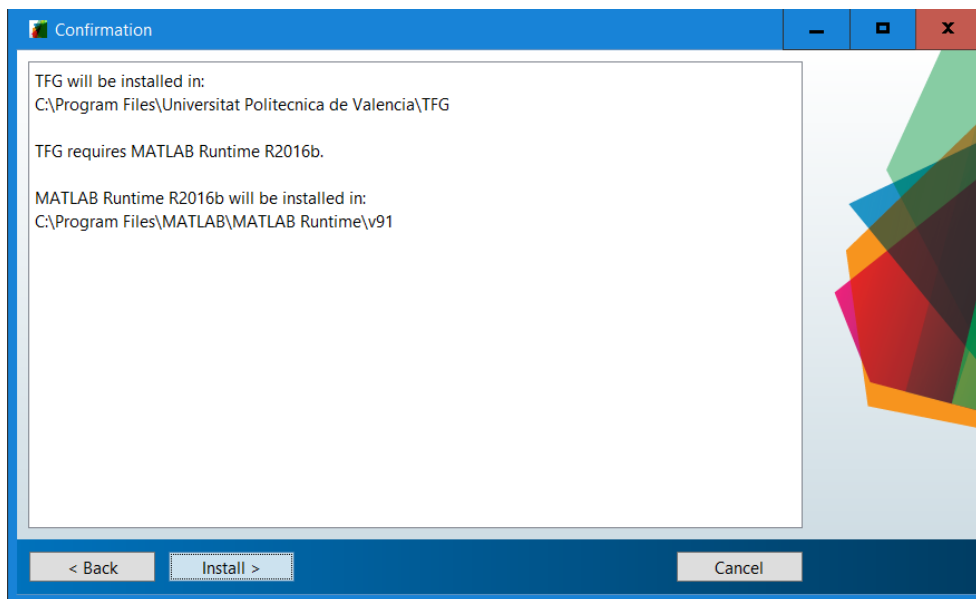 Confirmation
TFG will be installed in:
C:\Program Files\Universitat Politecnica de Valencia\TFG
TFG requires MATLAB Runtime R2016b.
MATLAB Runtime R2016b will be installed in:
C:\Program Files\MATLAB\MATLAB Runtime\v91
< Back
Install >
Cancel